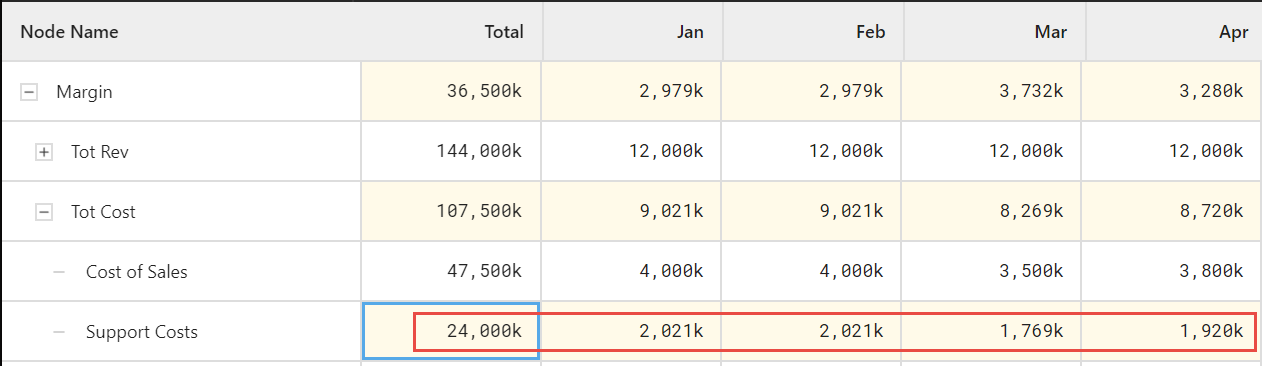 Node Name Total Jan Feb Mar Apr
Margin 36,500k 2,979k 2,979k 3,732k 3,280k
Tot Rev 144,000k 12,000k 12,000k 12,000k 12,000k
Tot Cost 107,500k 9,021k 9,021k 8,269k 8,720k
Cost of Sales 47,500k 4,000k 4,000k 3,500k 3,800k
Support Costs 24,000k 2,021k 2,021k 1,769k 1,920k